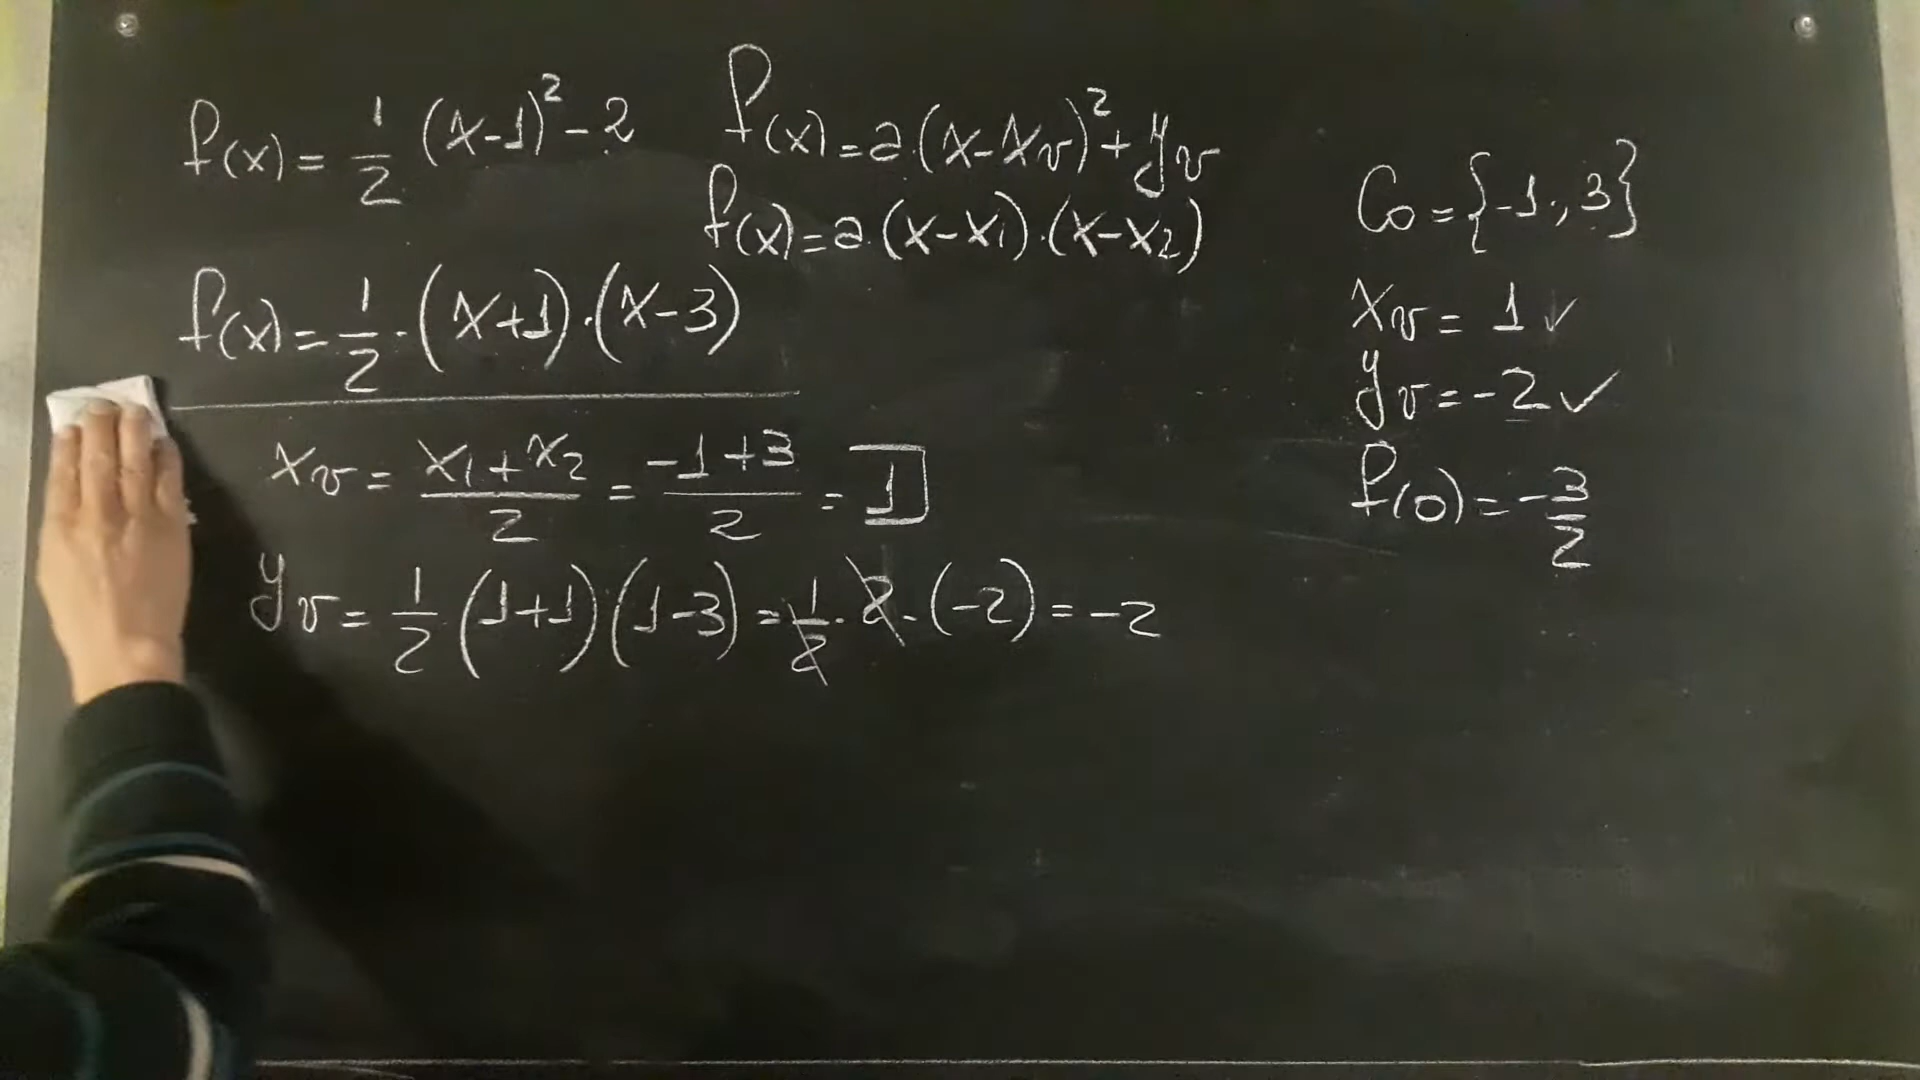 f(x) = 1/2 (x-1)² - 2
f(x) = a.(x - xv)² + yv
f(x) = a.(x - x1).(x - x2)
f(x) = 1/2 . (x+1).(x-3)
xv = (x1 + x2)/2 = (-1+3)/2 = 1
yv = 1/2 (1+1)(1-3) = 1/2 . 2 . (-2) = -2
C0 = {-1 ; 3}
xv = 1 ✓
yv = -2 ✓
f(0) = -3/2